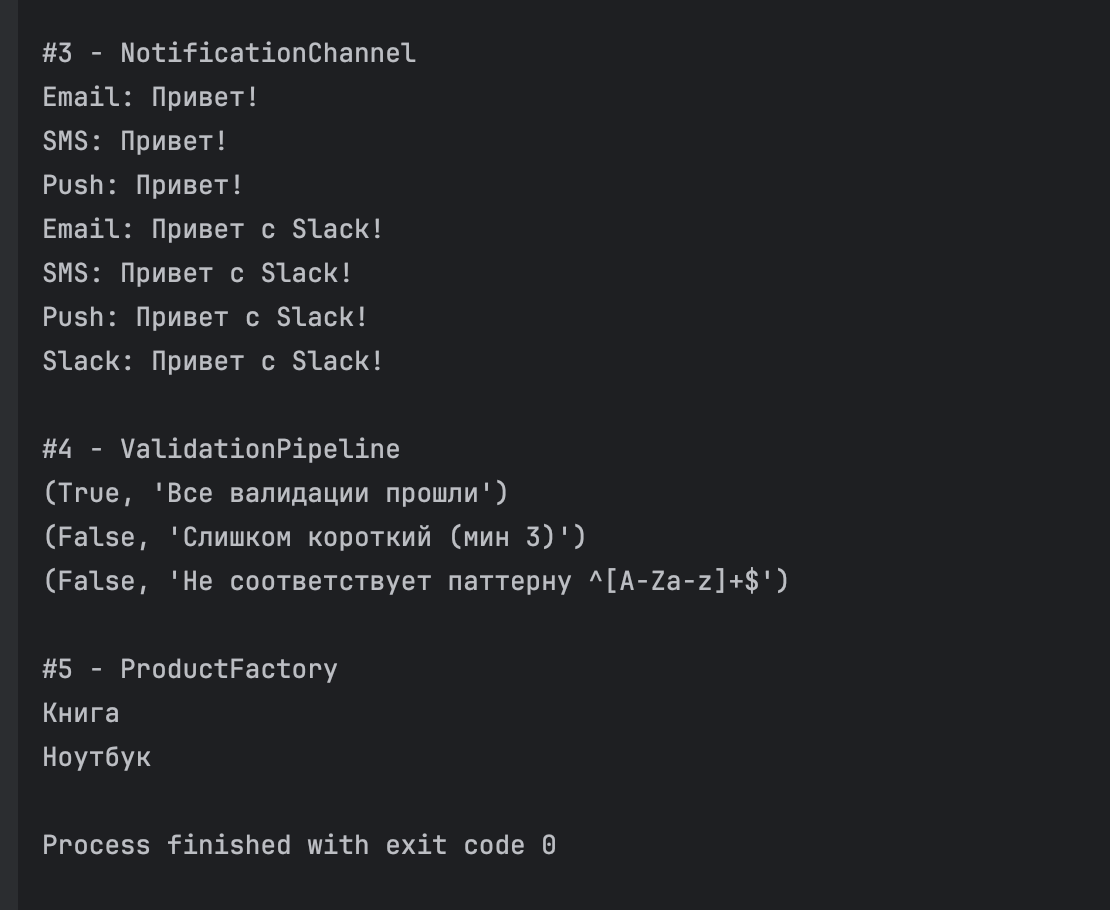 #3 - NotificationChannel
Email: Привет!
SMS: Привет!
Push: Привет!
Email: Привет с Slack!
SMS: Привет с Slack!
Push: Привет с Slack!
Slack: Привет с Slack!
#4 - ValidationPipeline
(True, 'Все валидации прошли')
(False, 'Слишком короткий (мин 3)')
(False, 'Не соответствует паттерну ^[A-Za-z]+$')
#5 - ProductFactory
Книга
Ноутбук
Process finished with exit code 0